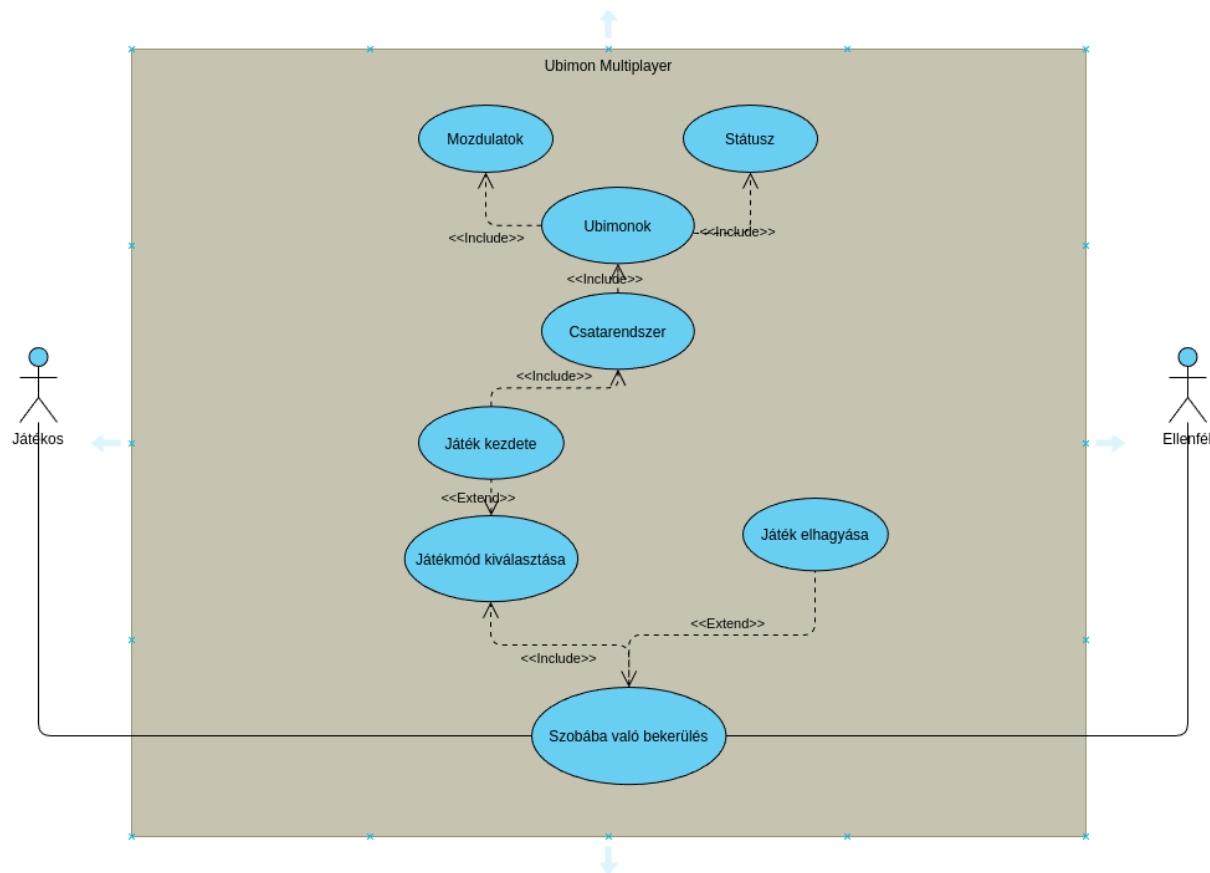 Ubimon Multiplayer
Mozdulatok
Státusz
Ubimonok
<<Include>>
<<Include>>
<<Include>>
Csatarendszer
<<Include>>
Játékos
Játék kezdete
Ellenfél
<<Extend>>
Játék elhagyása
Játékmód kiválasztása
<<Extend>>
<<Include>>
Szobába való bekerülés